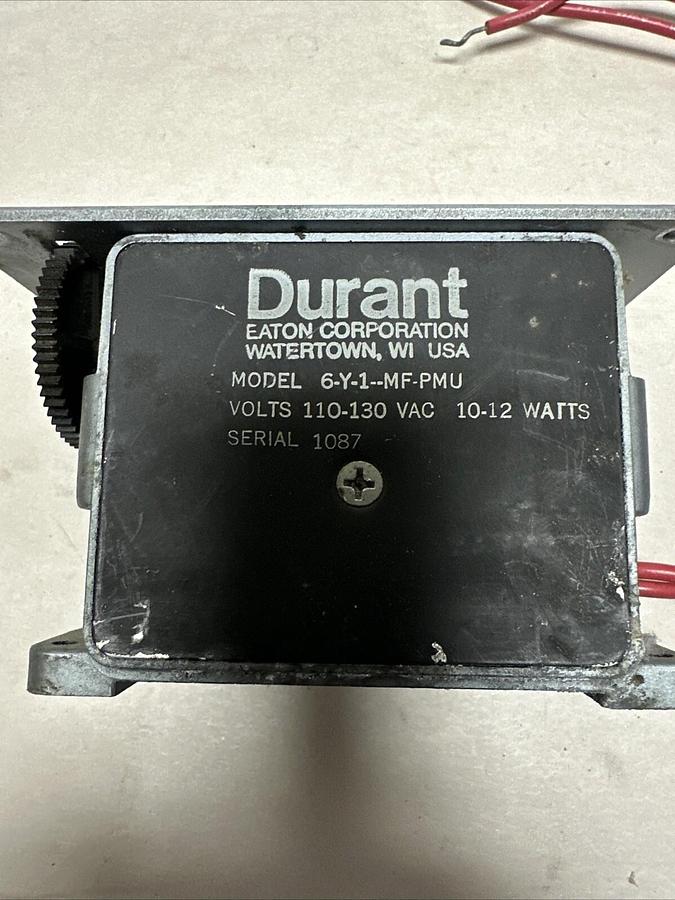 Durant
EATON CORPORATION
WATERTOWN, WI USA
MODEL 6-Y-1--MF-PMU
VOLTS 110-130 VAC 10-12 WATTS
SERIAL 1087